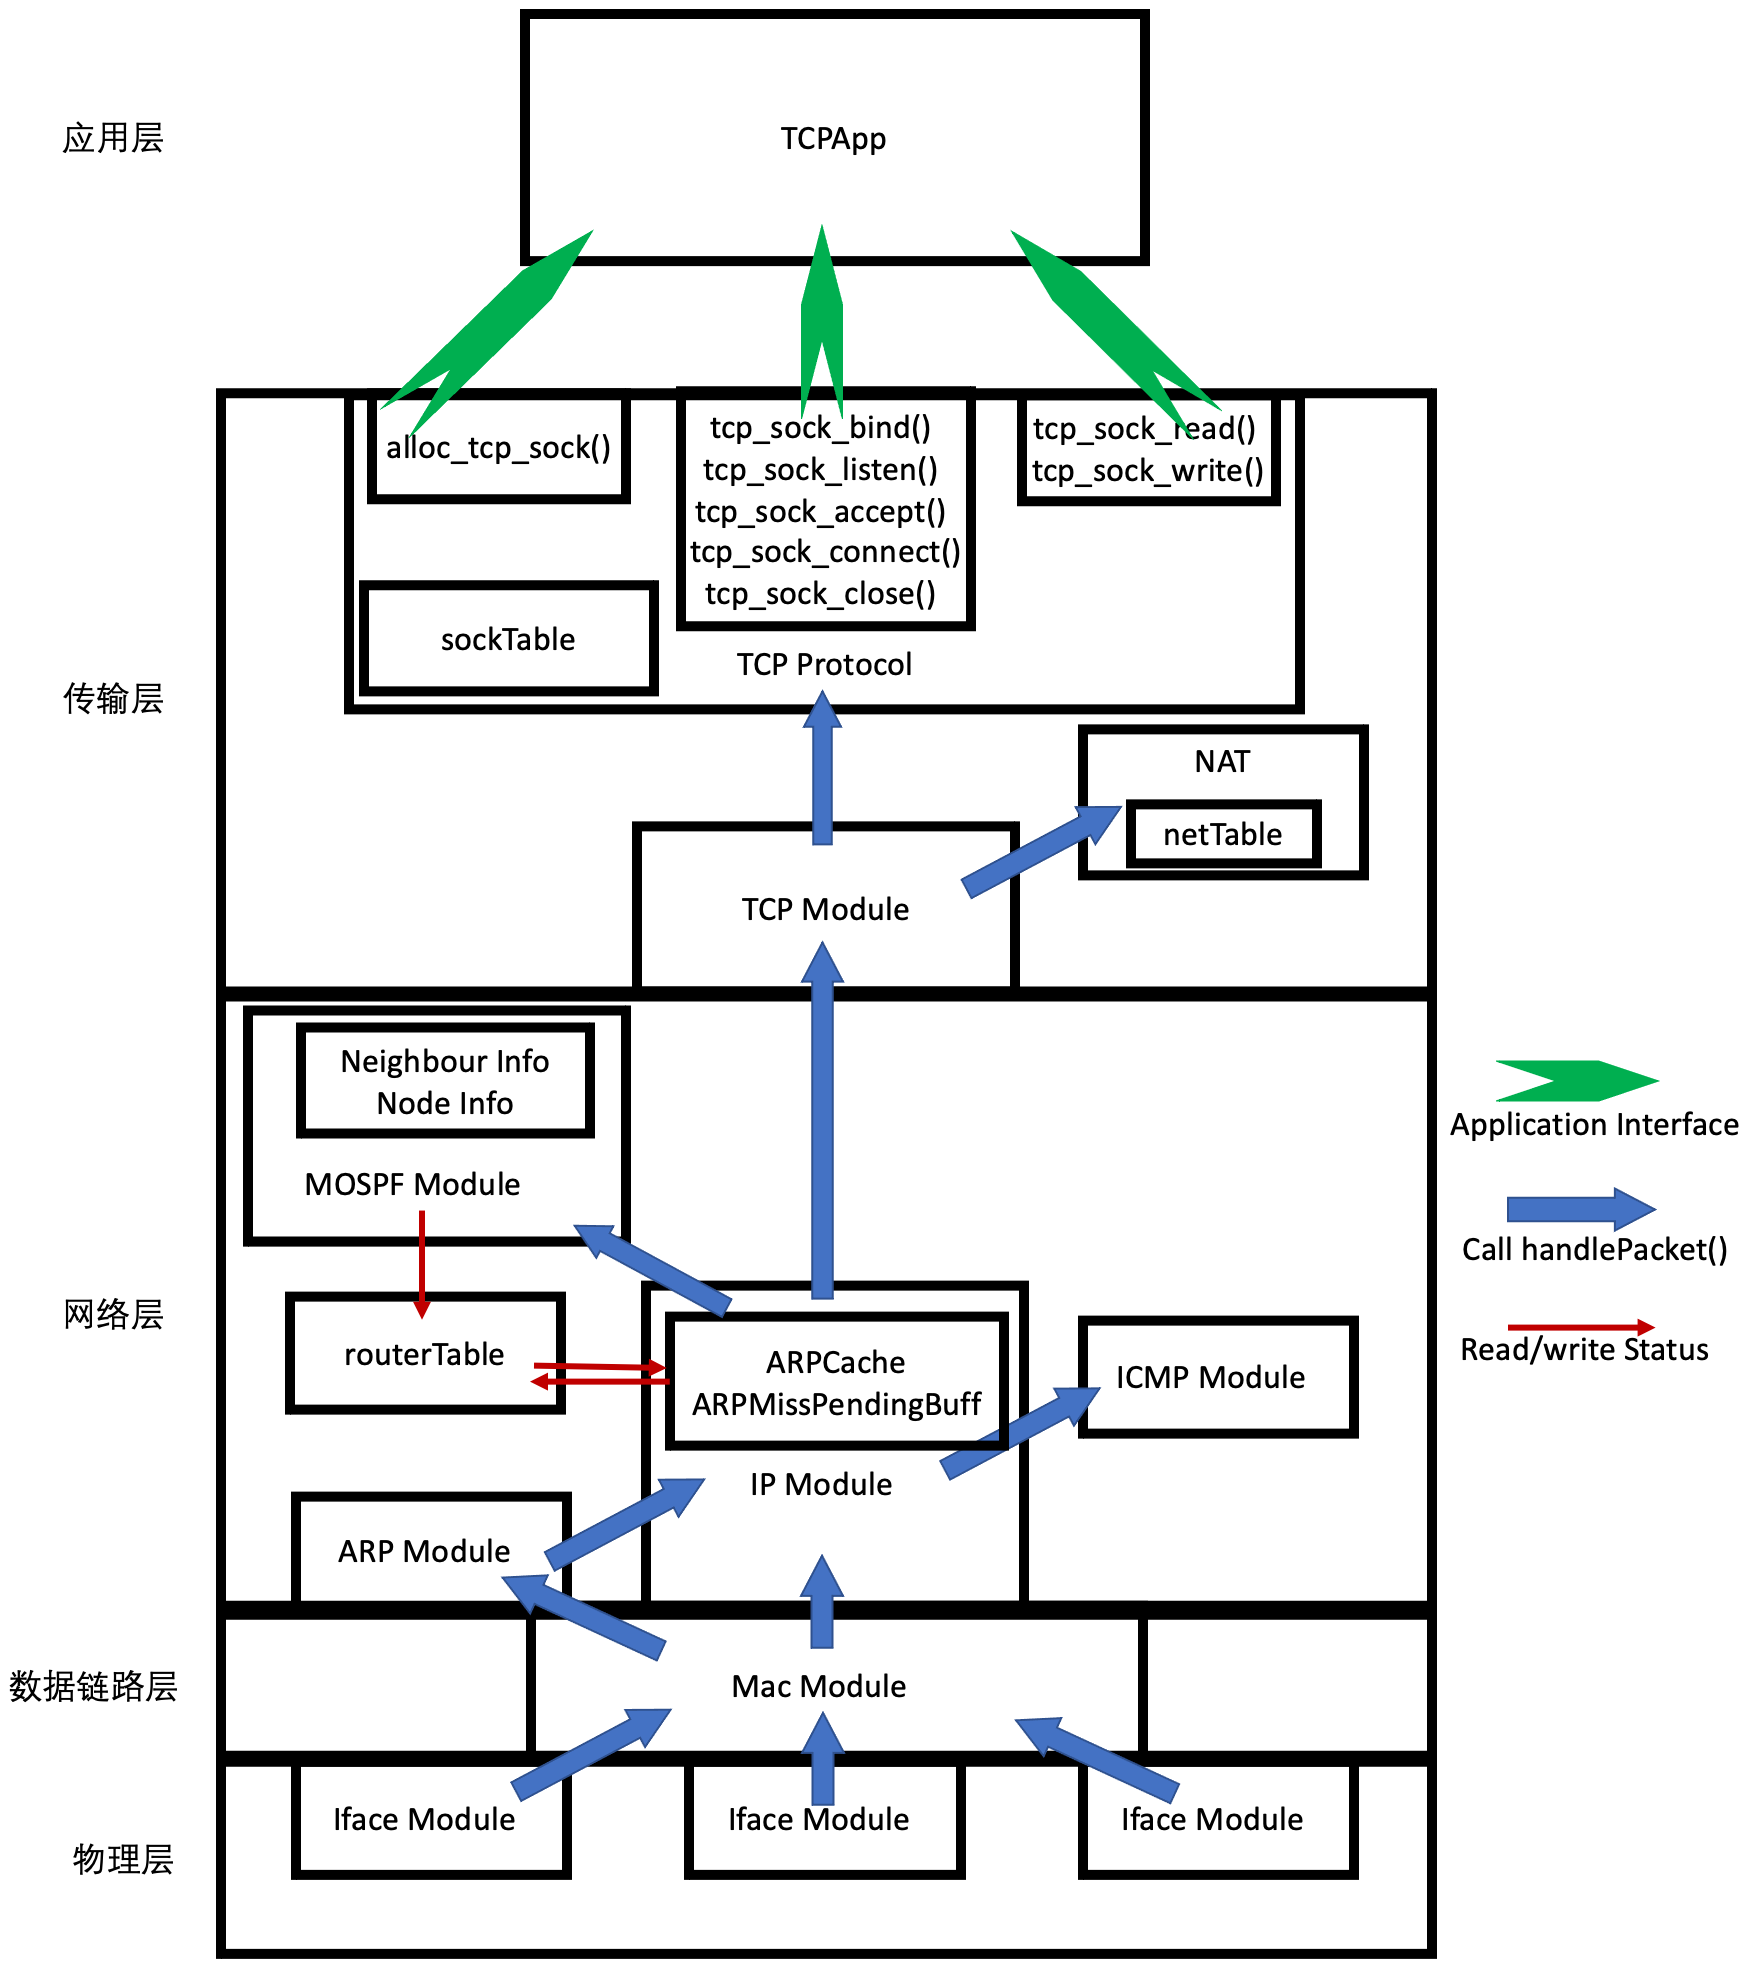 应用层
TCPApp
alloc_tcp_sock()
tcp_sock_bind()
tcp_sock_listen()
tcp_sock_accept()
tcp_sock_connect()
tcp_sock_close()
tcp_sock_read()
tcp_sock_write()
sockTable
TCP Protocol
传输层
NAT
netTable
TCP Module
Neighbour Info
Node Info
MOSPF Module
网络层
routerTable
ARPCache
ARPMissPendingBuff
IP Module
ICMP Module
ARP Module
Application Interface
Call handlePacket()
Read/write Status
数据链路层
Mac Module
物理层
Iface Module
Iface Module
Iface Module